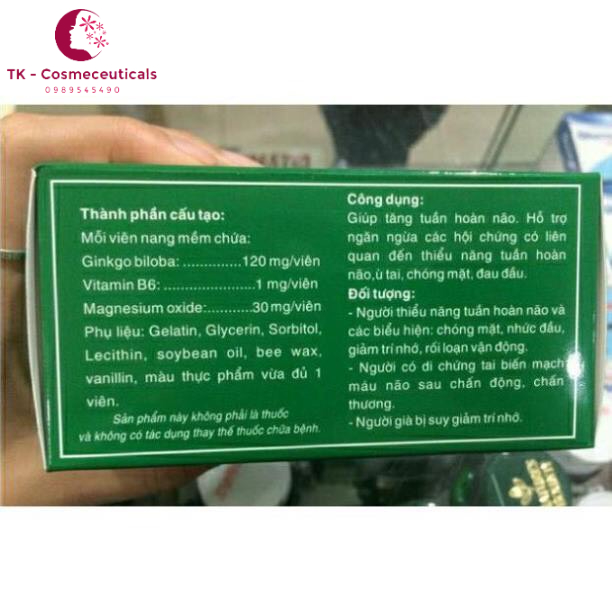 TK - Cosmeceuticals
0989545490
Thành phần cấu tạo:
Mỗi viên nang mềm chứa:
Ginkgo biloba: ..............120 mg/viên
Vitamin B6: ......................1 mg/viên
Magnesium oxide:...........30 mg/viên
Phụ liệu: Gelatin, Glycerin, Sorbitol,
Lecithin, soybean oil, bee wax,
vanillin, màu thực phẩm vừa đủ 1
viên.
Sản phẩm này không phải là thuốc
và không có tác dụng thay thế thuốc chữa bệnh.
Công dụng:
Giúp tăng tuần hoàn não. Hỗ trợ
ngăn ngừa các hội chứng có liên
quan đến thiểu năng tuần hoàn
não,ù tai, chóng mặt, đau đầu.
Đối tượng:
- Người thiểu năng tuần hoàn não và
các biểu hiện: chóng mặt, nhức đầu,
giảm trí nhớ, rối loạn vận động.
- Người có di chứng tai biến mạch
máu não sau chấn động, chấn
thương.
- Người già bị suy giảm trí nhớ.